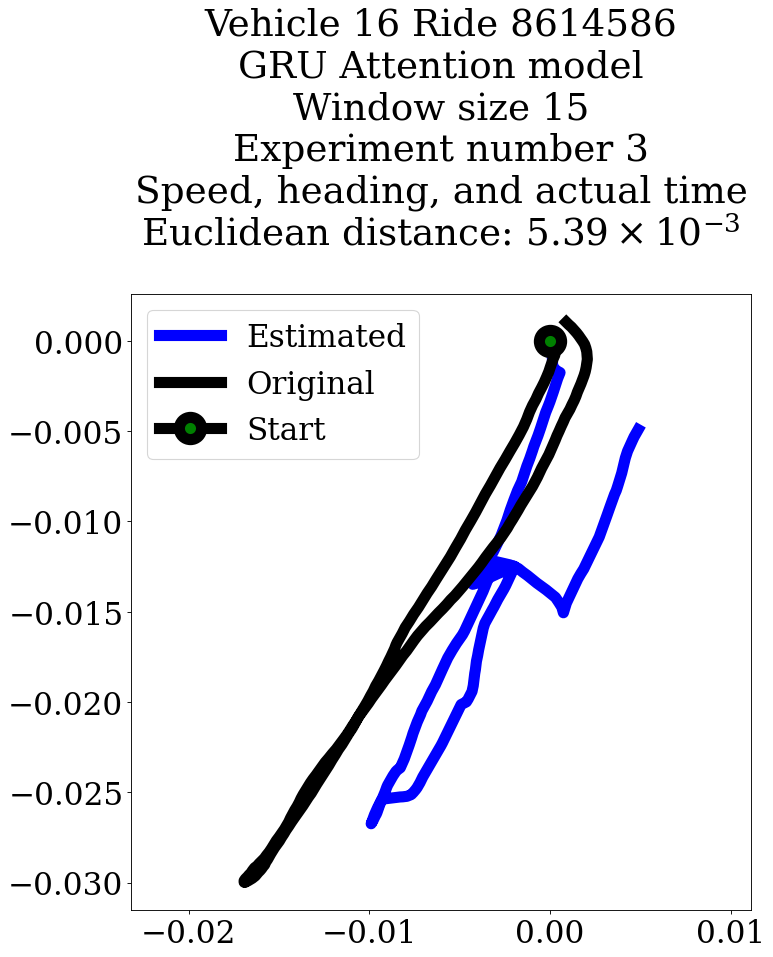 Vehicle 16 Ride 8614586
GRU Attention model
Window size 15
Experiment number 3
Speed, heading, and actual time
Euclidean distance: 5.39 × 10⁻³
Estimated
Original
Start
0.000
−0.005
−0.010
−0.015
−0.020
−0.025
−0.030
−0.02
−0.01
0.00
0.01